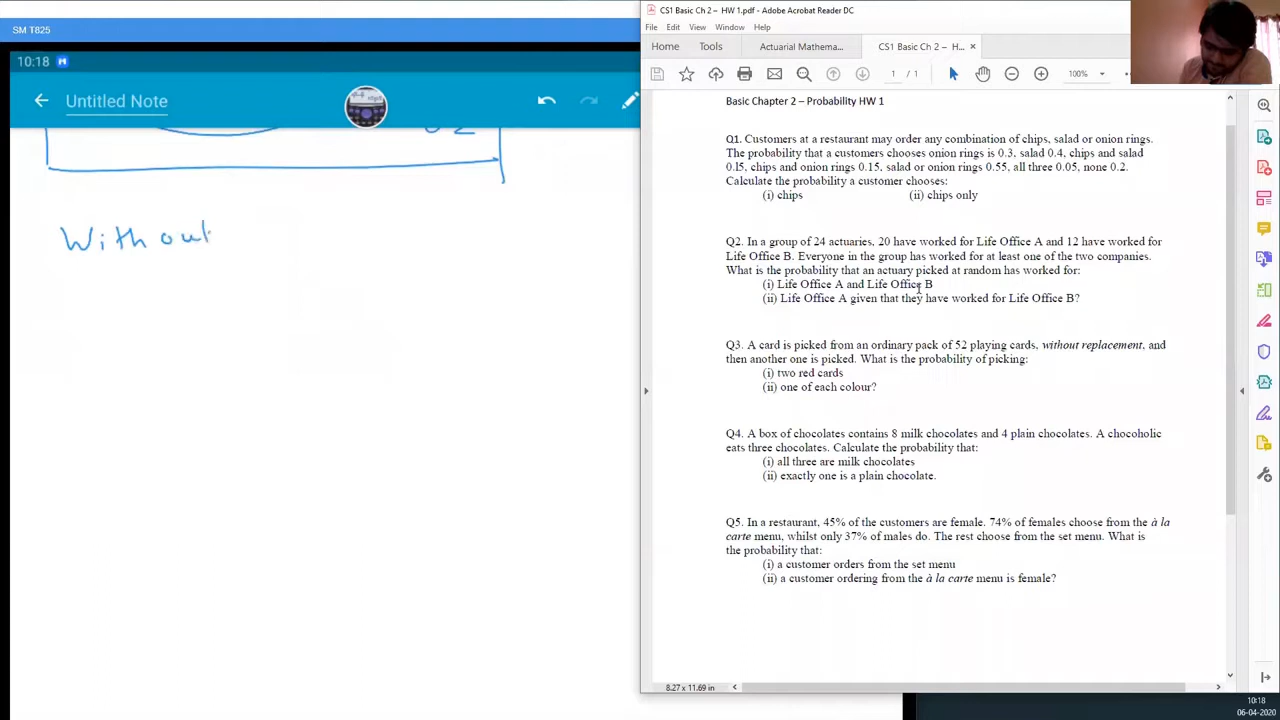 SM T825
10:18
Untitled Note
Without
CS1 Basic Ch 2 – HW 1.pdf - Adobe Acrobat Reader DC
File Edit View Window Help
Home Tools Actuarial Mathema... CS1 Basic Ch 2 – H... ×
1 / 1 100%
Basic Chapter 2 – Probability HW 1
Q1. Customers at a restaurant may order any combination of chips, salad or onion rings.
The probability that a customers chooses onion rings is 0.3, salad 0.4, chips and salad
0.l5, chips and onion rings 0.15, salad or onion rings 0.55, all three 0.05, none 0.2.
Calculate the probability a customer chooses:
(i) chips (ii) chips only
Q2. In a group of 24 actuaries, 20 have worked for Life Office A and 12 have worked for
Life Office B. Everyone in the group has worked for at least one of the two companies.
What is the probability that an actuary picked at random has worked for:
(i) Life Office A and Life Office B
(ii) Life Office A given that they have worked for Life Office B?
Q3. A card is picked from an ordinary pack of 52 playing cards, without replacement, and
then another one is picked. What is the probability of picking:
(i) two red cards
(ii) one of each colour?
Q4. A box of chocolates contains 8 milk chocolates and 4 plain chocolates. A chocoholic
eats three chocolates. Calculate the probability that:
(i) all three are milk chocolates
(ii) exactly one is a plain chocolate.
Q5. In a restaurant, 45% of the customers are female. 74% of females choose from the à la
carte menu, whilst only 37% of males do. The rest choose from the set menu. What is
the probability that:
(i) a customer orders from the set menu
(ii) a customer ordering from the à la carte menu is female?
8.27 x 11.69 in
10:18
06-04-2020